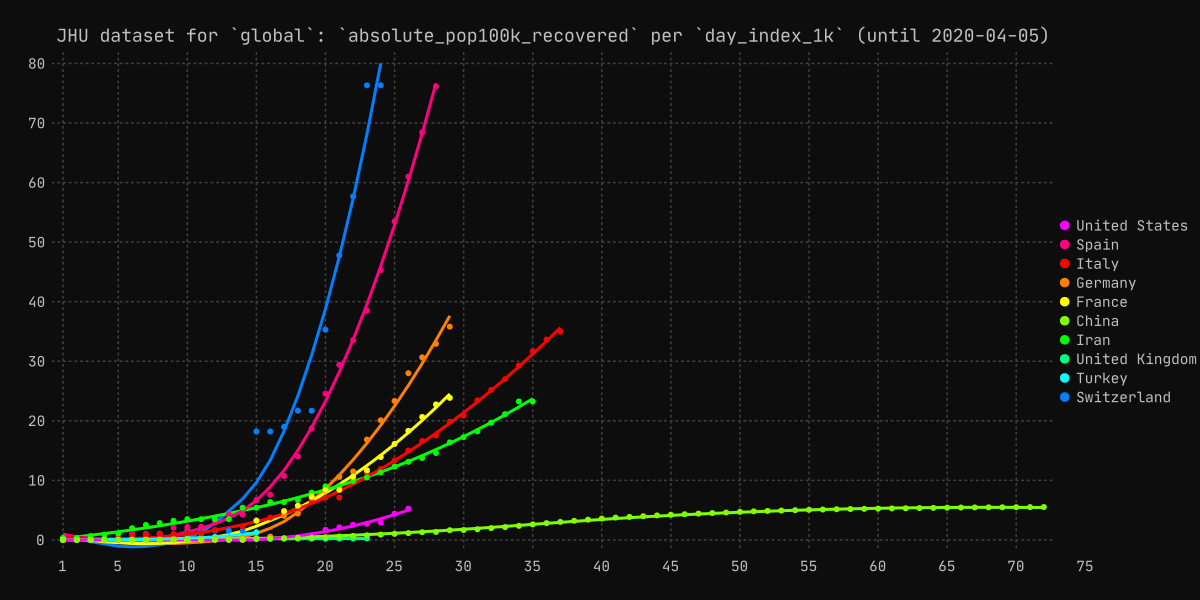 JHU dataset for `global`: `absolute_pop100k_recovered` per `day_index_1k` (until 2020-04-05)
80
70
60
50
40
30
20
10
0
1 5 10 15 20 25 30 35 40 45 50 55 60 65 70 75
United States
Spain
Italy
Germany
France
China
Iran
United Kingdom
Turkey
Switzerland